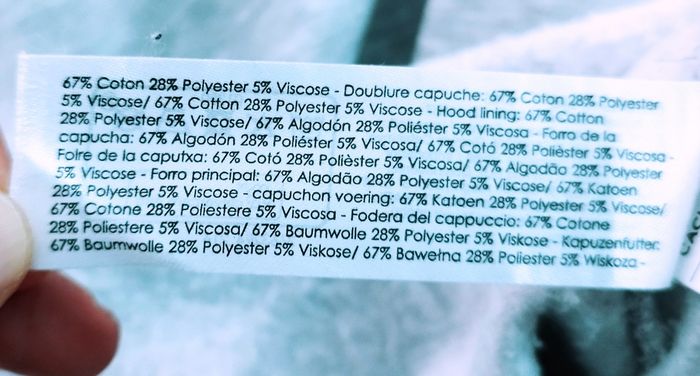 67% Coton 28% Polyester 5% Viscose - Doublure capuche: 67% Coton 28% Polyester
5% Viscose/ 67% Cotton 28% Polyester 5% Viscose - Hood lining: 67% Cotton
28% Polyester 5% Viscose/ 67% Algodón 28% Poliéster 5% Viscosa - Forro de la
capucha: 67% Algodón 28% Poliéster 5% Viscosa/ 67% Cotó 28% Polièster 5% Viscosa -
Folre de la caputxa: 67% Cotó 28% Polièster 5% Viscosa/ 67% Algodão 28% Polyester
5% Viscose - Forro principal: 67% Algodão 28% Polyester 5% Viscose/ 67% Katoen
28% Polyester 5% Viscose - capuchon voering: 67% Katoen 28% Polyester 5% Viscose/
67% Cotone 28% Poliestere 5% Viscosa - Fodera del cappuccio: 67% Cotone
28% Poliestere 5% Viscosa/ 67% Baumwolle 28% Polyester 5% Viskose - Kapuzenfutter:
67% Baumwolle 28% Polyester 5% Viskose/ 67% Bawełna 28% Poliester 5% Wiskoza -